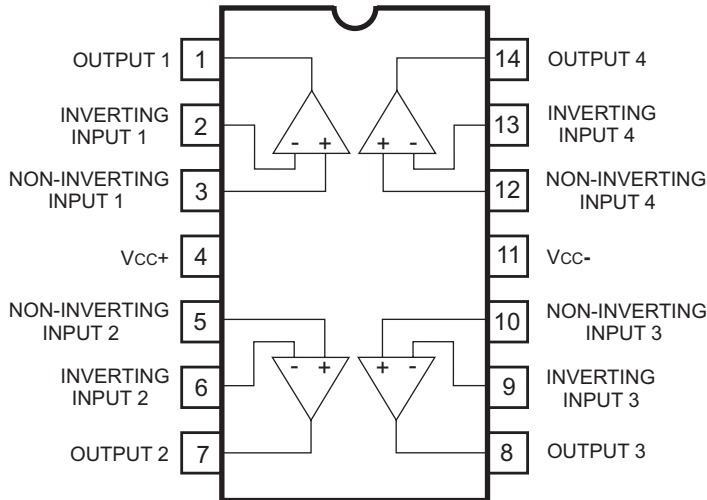 OUTPUT 1 1
14 OUTPUT 4
INVERTING
INPUT 1
2
13
INVERTING
INPUT 4
- +
+ -
NON-INVERTING
INPUT 1
3
12
NON-INVERTING
INPUT 4
Vcc+ 4
11 Vcc-
NON-INVERTING
INPUT 2
5
10
NON-INVERTING
INPUT 3
- +
+ -
INVERTING
INPUT 2
6
9
INVERTING
INPUT 3
OUTPUT 2 7
8 OUTPUT 3